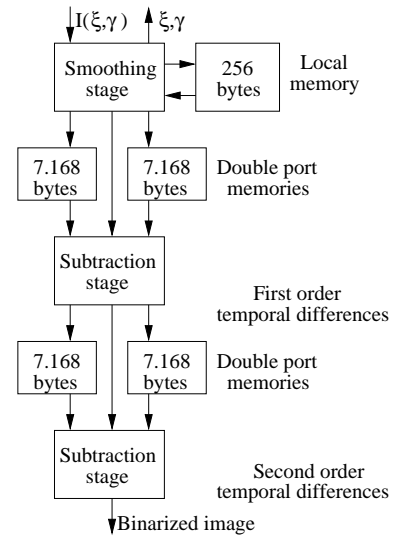 I(ξ,γ)
ξ,γ
Smoothing
stage
256
bytes
Local
memory
7.168
bytes
7.168
bytes
Double port
memories
Subtraction
stage
First order
temporal differences
7.168
bytes
7.168
bytes
Double port
memories
Subtraction
stage
Second order
temporal differences
Binarized image